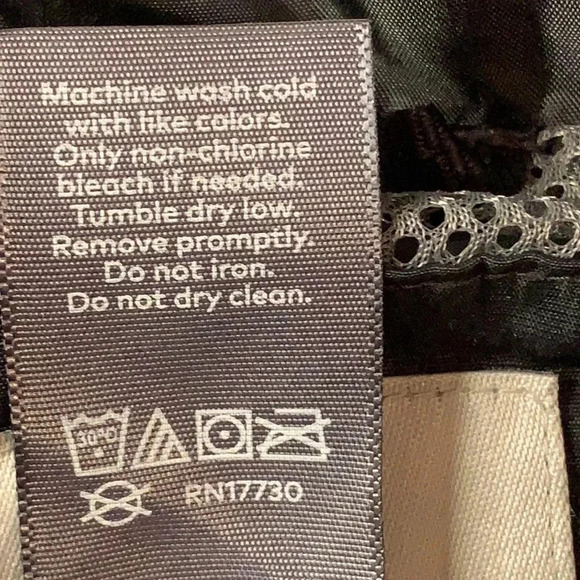 Machine wash cold
with like colors.
Only non-chlorine
bleach if needed.
Tumble dry low.
Remove promptly.
Do not iron.
Do not dry clean.
30°C
RN17730